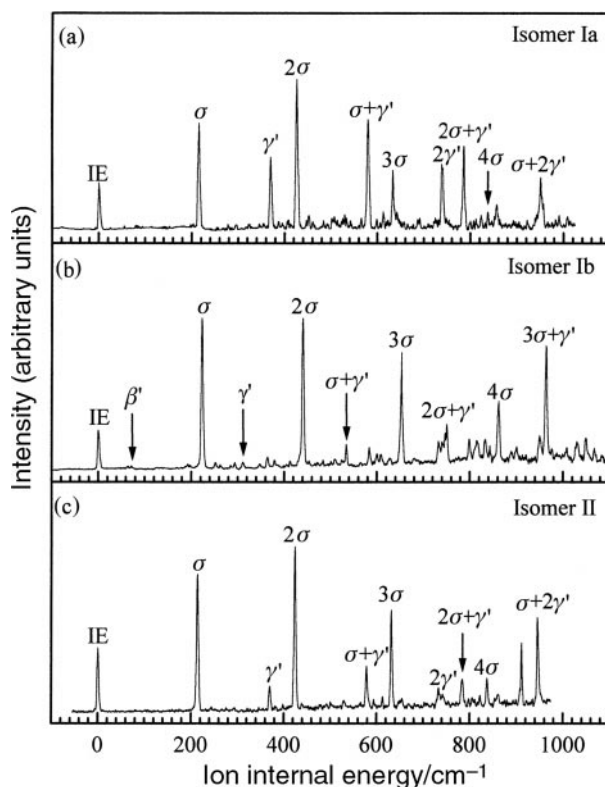 (a) Isomer Ia
IE σ γ' 2σ σ+γ' 3σ 2γ' 2σ+γ' 4σ σ+2γ'
(b) Isomer Ib
IE β' σ γ' 2σ σ+γ' 3σ 2σ+γ' 4σ 3σ+γ'
(c) Isomer II
IE σ γ' 2σ σ+γ' 3σ 2γ' 2σ+γ' 4σ σ+2γ'
Intensity (arbitrary units)
0 200 400 600 800 1000
Ion internal energy/cm⁻¹